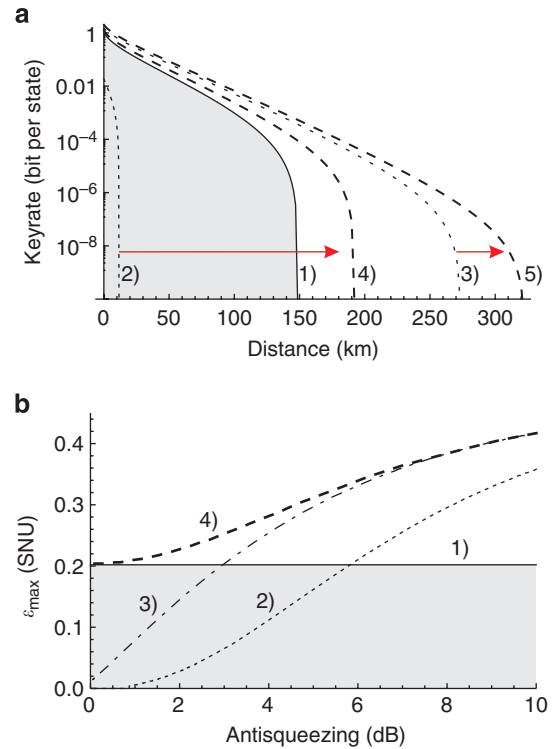 a
1
0.01
10⁻⁴
10⁻⁶
10⁻⁸
Keyrate (bit per state)
2)
1)
4)
3)
5)
0 50 100 150 200 250 300
Distance (km)
b
0.4
0.3
0.2
0.1
0.0
εmax (SNU)
4)
1)
3)
2)
0 2 4 6 8 10
Antisqueezing (dB)